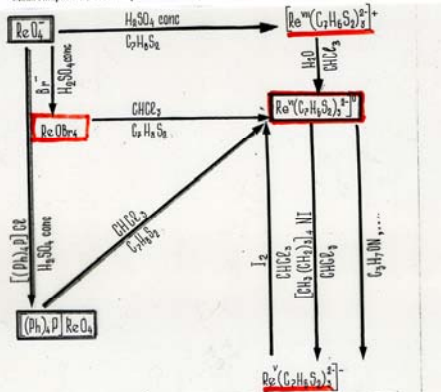 ReO₄⁻
H₂SO₄ conc
C₇H₈S₂
[Reᵛᴵᴵ(C₇H₆S₂)₃²⁻]⁺
Br⁻
H₂SO₄ conc
H₂O
CHCl₃
ReOBr₄
CHCl₃
C₇H₈S₂
Reᵛᴵ(C₇H₆S₂)₃²⁻]⁰
[(Ph)₄P]Cl
H₂SO₄ conc
CHCl₃
C₇H₈S₂
I₂
CHCl₃
[CH₃(CH₂)₃]₄ NI
CHCl₃
C₃H₇ON,....
[(Ph)₄P] ReO₄
Reᵛ(C₇H₆S₂)₃²⁻]⁻